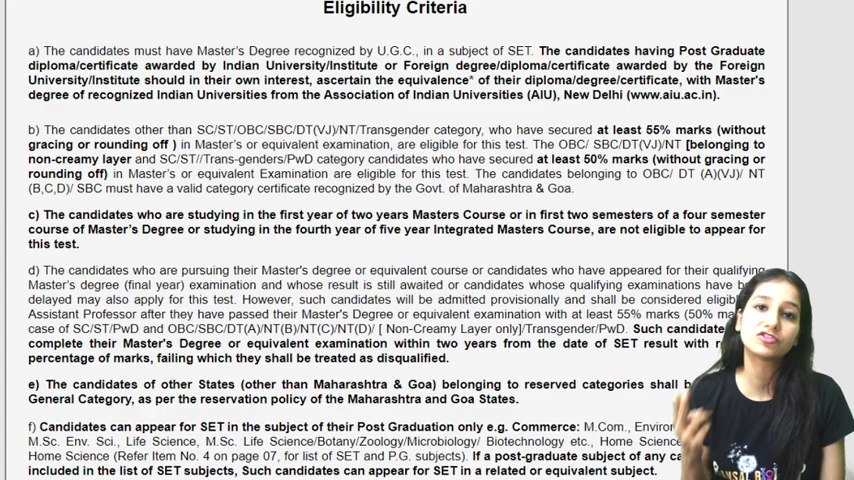 Eligibility Criteria
a) The candidates must have Master's Degree recognized by U.G.C., in a subject of SET. The candidates having Post Graduate
diploma/certificate awarded by Indian University/Institute or Foreign degree/diploma/certificate awarded by the Foreign
University/Institute should in their own interest, ascertain the equivalence* of their diploma/degree/certificate, with Master's
degree of recognized Indian Universities from the Association of Indian Universities (AIU), New Delhi (www.aiu.ac.in).
b) The candidates other than SC/ST/OBC/SBC/DT(VJ)/NT/Transgender category, who have secured at least 55% marks (without
gracing or rounding off ) in Master's or equivalent examination, are eligible for this test. The OBC/ SBC/DT(VJ)/NT [belonging to
non-creamy layer and SC/ST//Trans-genders/PwD category candidates who have secured at least 50% marks (without gracing or
rounding off) in Master's or equivalent Examination are eligible for this test. The candidates belonging to OBC/ DT (A)(VJ)/ NT
(B,C,D)/ SBC must have a valid category certificate recognized by the Govt. of Maharashtra & Goa.
c) The candidates who are studying in the first year of two years Masters Course or in first two semesters of a four semester
course of Master's Degree or studying in the fourth year of five year Integrated Masters Course, are not eligible to appear for
this test.
d) The candidates who are pursuing their Master's degree or equivalent course or candidates who have appeared for their qualifying
Master's degree (final year) examination and whose result is still awaited or candidates whose qualifying examinations have
delayed may also apply for this test. However, such candidates will be admitted provisionally and shall be considered
Assistant Professor after they have passed their Master's Degree or equivalent examination with at least 55% marks (50%
case of SC/ST/PwD and OBC/SBC/DT(A)/NT(B)/NT(C)/NT(D)/ [ Non-Creamy Layer only]/Transgender/PwD. Such
complete their Master's Degree or equivalent examination within two years from the date of SET result with
percentage of marks, failing which they shall be treated as disqualified.
e) The candidates of other States (other than Maharashtra & Goa) belonging to reserved categories shall
General Category, as per the reservation policy of the Maharashtra and Goa States.
f) Candidates can appear for SET in the subject of their Post Graduation only e.g. Commerce: M.Com.,
M.Sc. Env. Sci., Life Science, M.Sc. Life Science/Botany/Zoology/Microbiology/ Biotechnology etc., Home Science
Home Science (Refer Item No. 4 on page 07, for list of SET and P.G. subjects). If a post-graduate subject of any
included in the list of SET subjects, Such candidates can appear for SET in a related or equivalent subject.